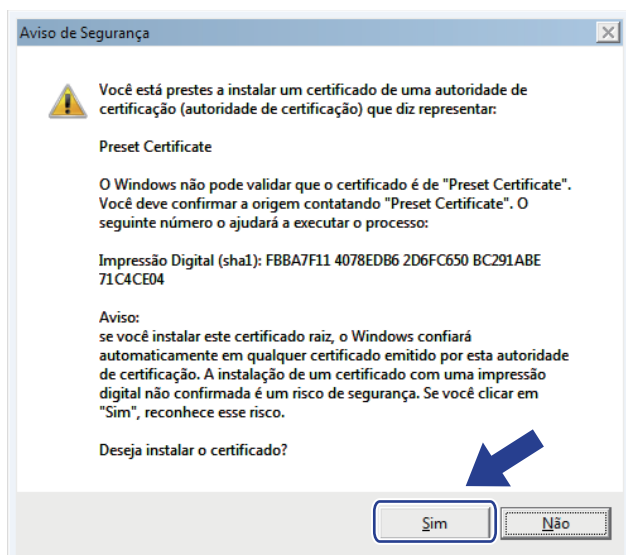 Aviso de Segurança
Você está prestes a instalar um certificado de uma autoridade de
certificação (autoridade de certificação) que diz representar:
Preset Certificate
O Windows não pode validar que o certificado é de "Preset Certificate".
Você deve confirmar a origem contatando "Preset Certificate". O
seguinte número o ajudará a executar o processo:
Impressão Digital (sha1): FBBA7F11 4078EDB6 2D6FC650 BC291ABE
71C4CE04
Aviso:
se você instalar este certificado raiz, o Windows confiará
automaticamente em qualquer certificado emitido por esta autoridade
de certificação. A instalação de um certificado com uma impressão
digital não confirmada é um risco de segurança. Se você clicar em
"Sim", reconhece esse risco.
Deseja instalar o certificado?
Sim Não